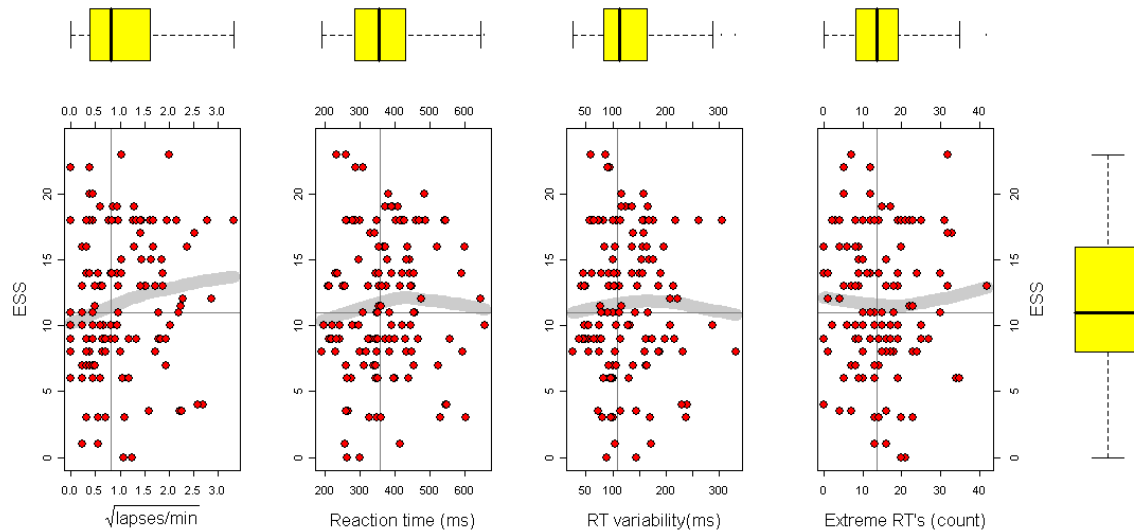 0.0 0.5 1.0 1.5 2.0 2.5 3.0
200 300 400 500 600
50 100 200 300
0 10 20 30 40
ESS
0 5 10 15 20
0 5 10 15 20
0 5 10 15 20
0 5 10 15 20
0 5 10 15 20
ESS
0.0 0.5 1.0 1.5 2.0 2.5 3.0
200 300 400 500 600
50 100 200 300
0 10 20 30 40
√lapses/min
Reaction time (ms)
RT variability(ms)
Extreme RT's (count)